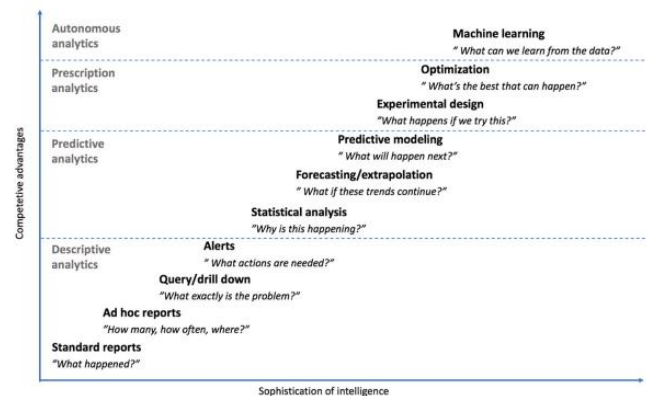 Autonomous
analytics
Machine learning
" What can we learn from the data?"
Prescription
analytics
Optimization
" What's the best that can happen?"
Experimental design
"What happens if we try this?"
Predictive
analytics
Predictive modeling
" What will happen next?"
Forecasting/extrapolation
" What if these trends continue?"
Statistical analysis
"Why is this happening?"
Descriptive
analytics
Alerts
" What actions are needed?"
Query/drill down
"What exactly is the problem?"
Ad hoc reports
"How many, how often, where?"
Standard reports
"What happened?"
Competetive advantages
Sophistication of intelligence